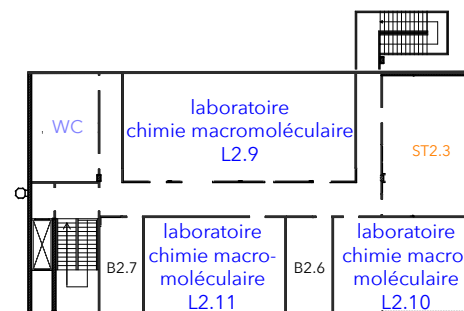 laboratoire
chimie macromoléculaire
L2.9
WC
ST2.3
B2.7
laboratoire
chimie macro-
moléculaire
L2.11
B2.6
laboratoire
chimie macro
moléculaire
L2.10